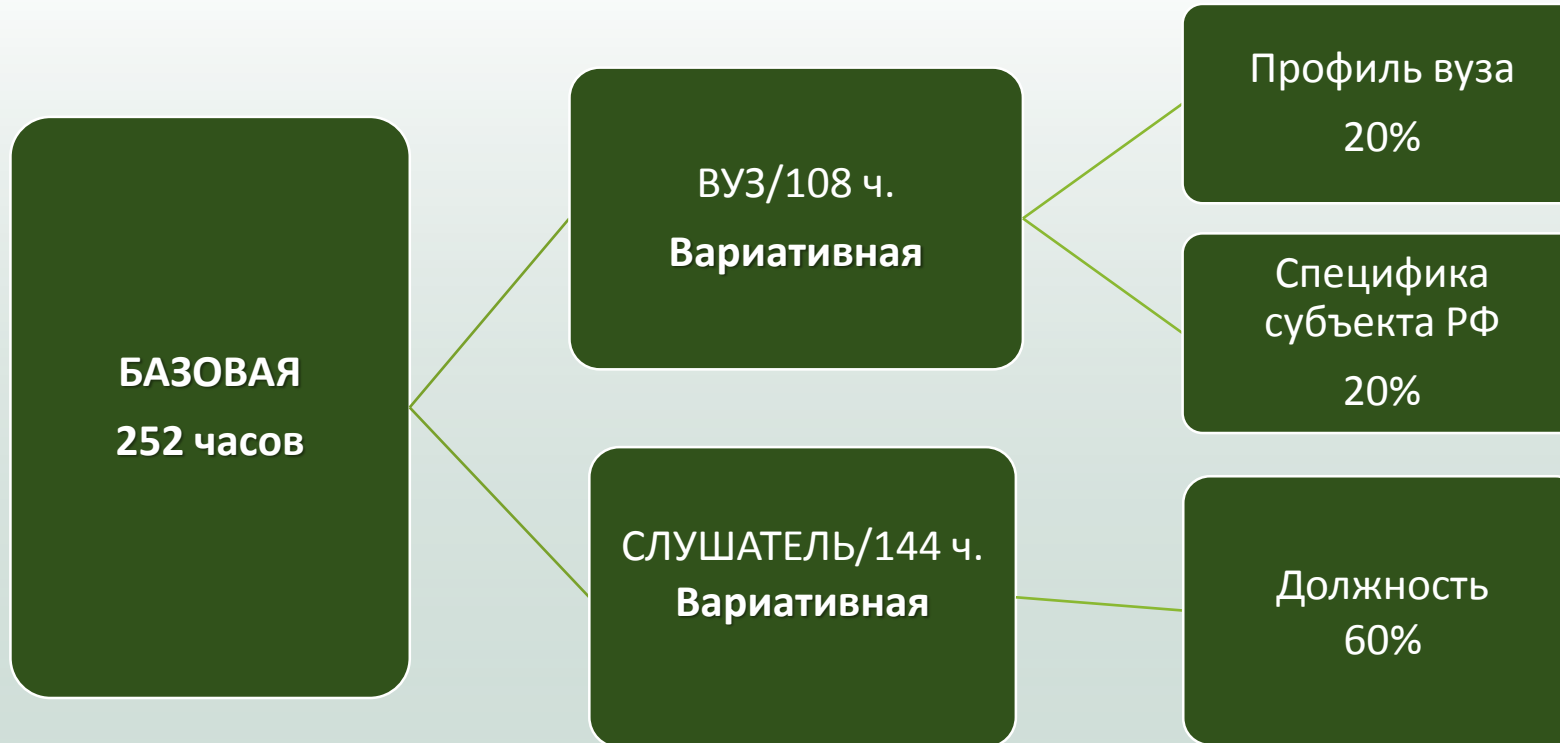 БАЗОВАЯ
252 часов
ВУЗ/108 ч.
Вариативная
СЛУШАТЕЛЬ/144 ч.
Вариативная
Профиль вуза
20%
Специфика
субъекта РФ
20%
Должность
60%